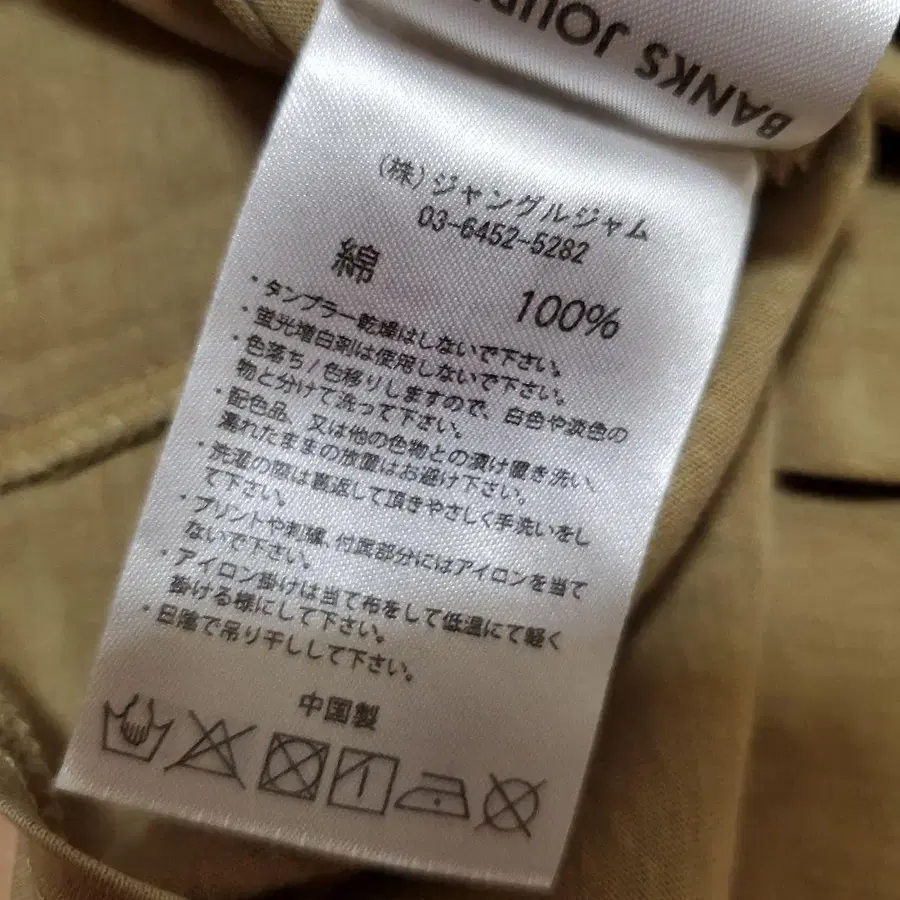 BANKS JOUR
(株)ジャングルジャム
03-6452-5282
綿 100%
・タンブラー乾燥はしないで下さい。
・蛍光増白剤は使用しないで下さい。
・色落ち/色移りしますので、白色や淡色の
物と分けて洗って下さい。
・配色品、又は他の色物との漬け置き洗い、
濡れたままの放置はお避け下さい。
・洗濯の際は裏返して頂きやさしく手洗いをし
て下さい。
・プリントや刺繍、付属部分にはアイロンを当て
ないで下さい。
・アイロン掛けは当て布をして低温にて軽く
掛ける様にして下さい。
・日陰で吊り干しして下さい。
中国製